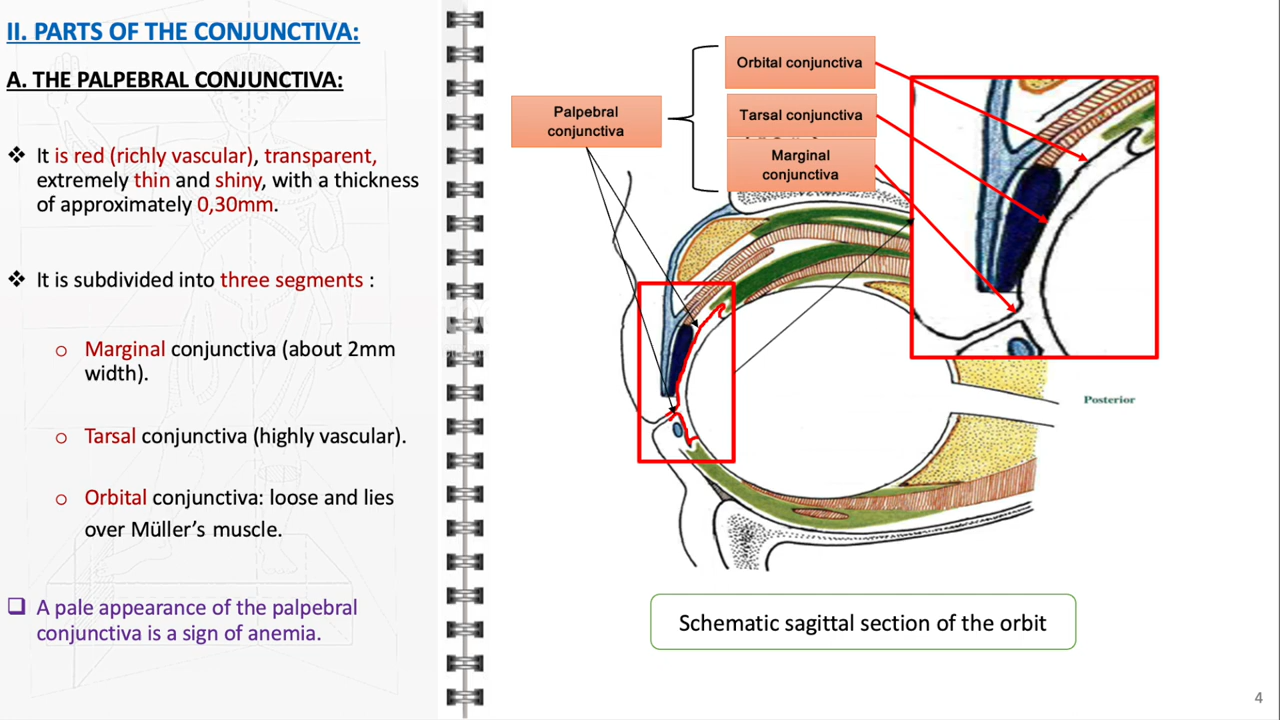 II. PARTS OF THE CONJUNCTIVA:
A. THE PALPEBRAL CONJUNCTIVA:
❖ It is red (richly vascular), transparent,
extremely thin and shiny, with a thickness
of approximately 0,30mm.
❖ It is subdivided into three segments :
o Marginal conjunctiva (about 2mm
width).
o Tarsal conjunctiva (highly vascular).
o Orbital conjunctiva: loose and lies
over Müller’s muscle.
❑ A pale appearance of the palpebral
conjunctiva is a sign of anemia.
Palpebral
conjunctiva
Orbital conjunctiva
Tarsal conjunctiva
Marginal
conjunctiva
Posterior
Schematic sagittal section of the orbit
4